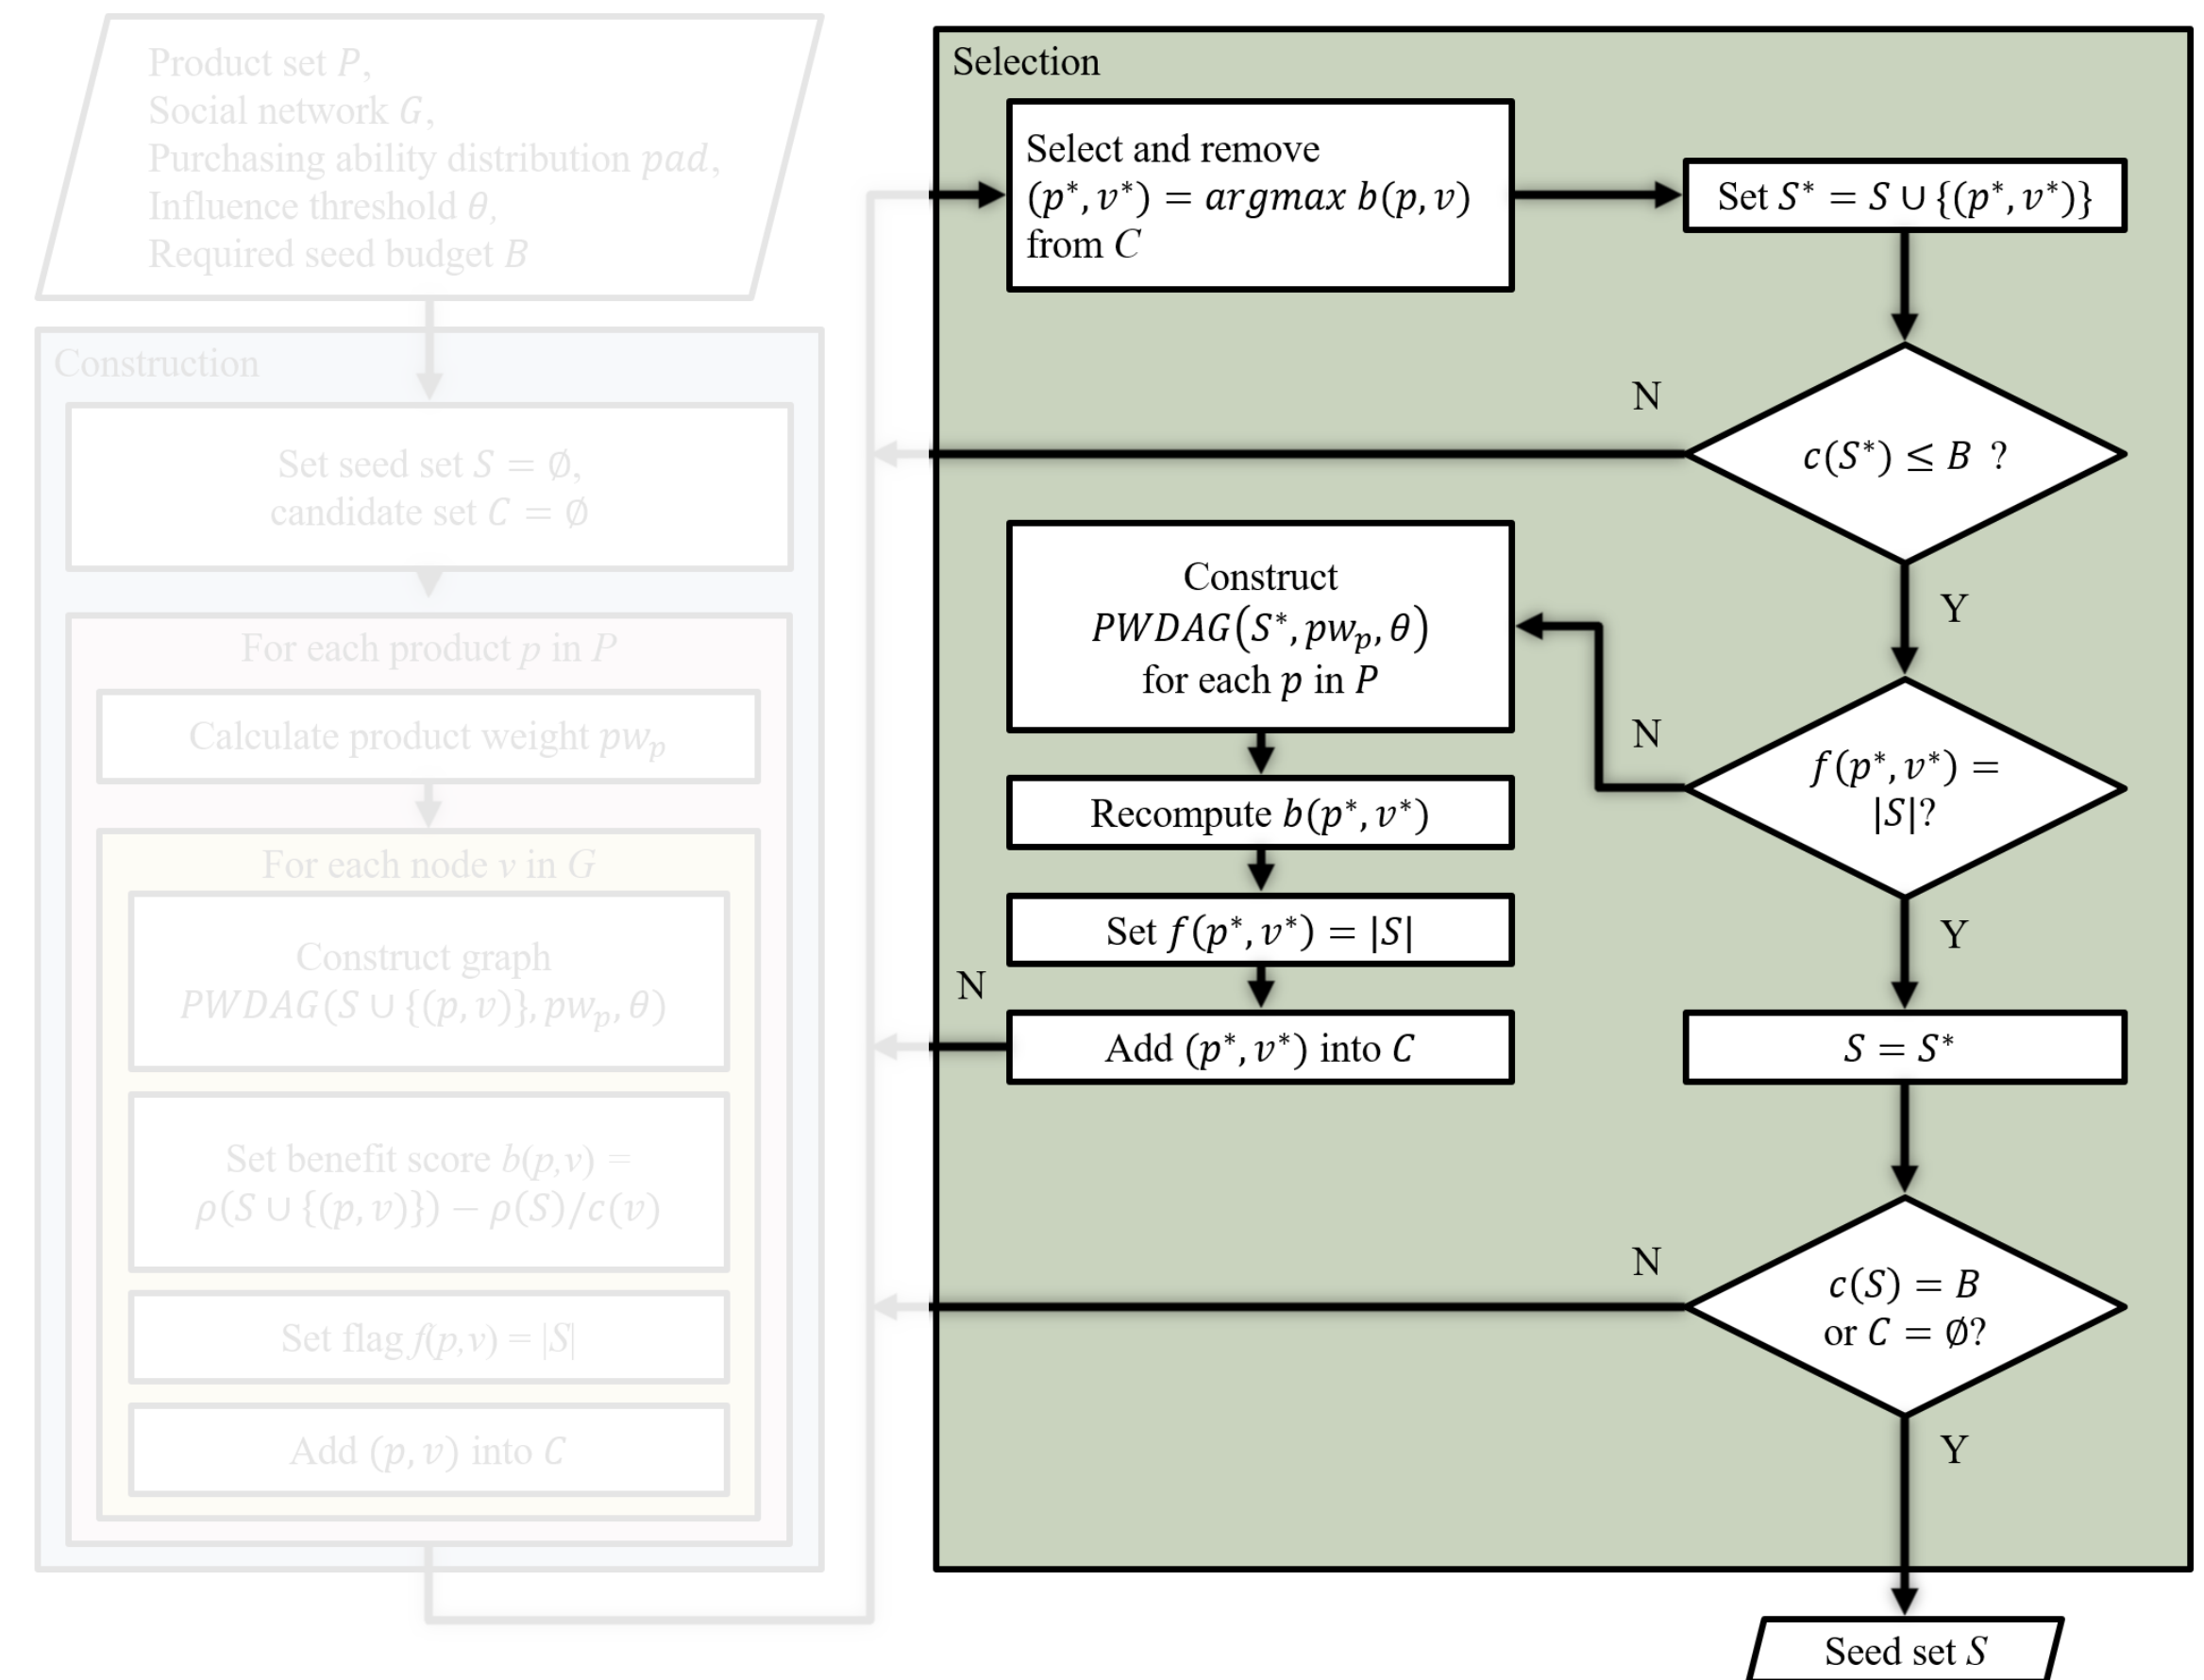 Product set P,
Social network G,
Purchasing ability distribution pad,
Influence threshold θ,
Required seed budget B
Construction
Set seed set S = ∅,
candidate set C = ∅
For each product p in P
Calculate product weight pwₚ
For each node v in G
Construct graph
PWDAG(S ∪ {(p, v)}, pwₚ, θ)
Set benefit score b(p,v) =
ρ(S ∪ {(p, v)}) − ρ(S)/c(v)
Set flag f(p,v) = |S|
Add (p, v) into C
Selection
Select and remove
(p*, v*) = argmax b(p, v)
from C
Set S* = S ∪ {(p*, v*)}
N
c(S*) ≤ B ?
Y
Construct
PWDAG(S*, pwₚ, θ)
for each p in P
N
f(p*, v*) =
|S|?
Recompute b(p*, v*)
Set f(p*, v*) = |S|
Y
N
Add (p*, v*) into C
S = S*
N
c(S) = B
or C = ∅?
Y
Seed set S